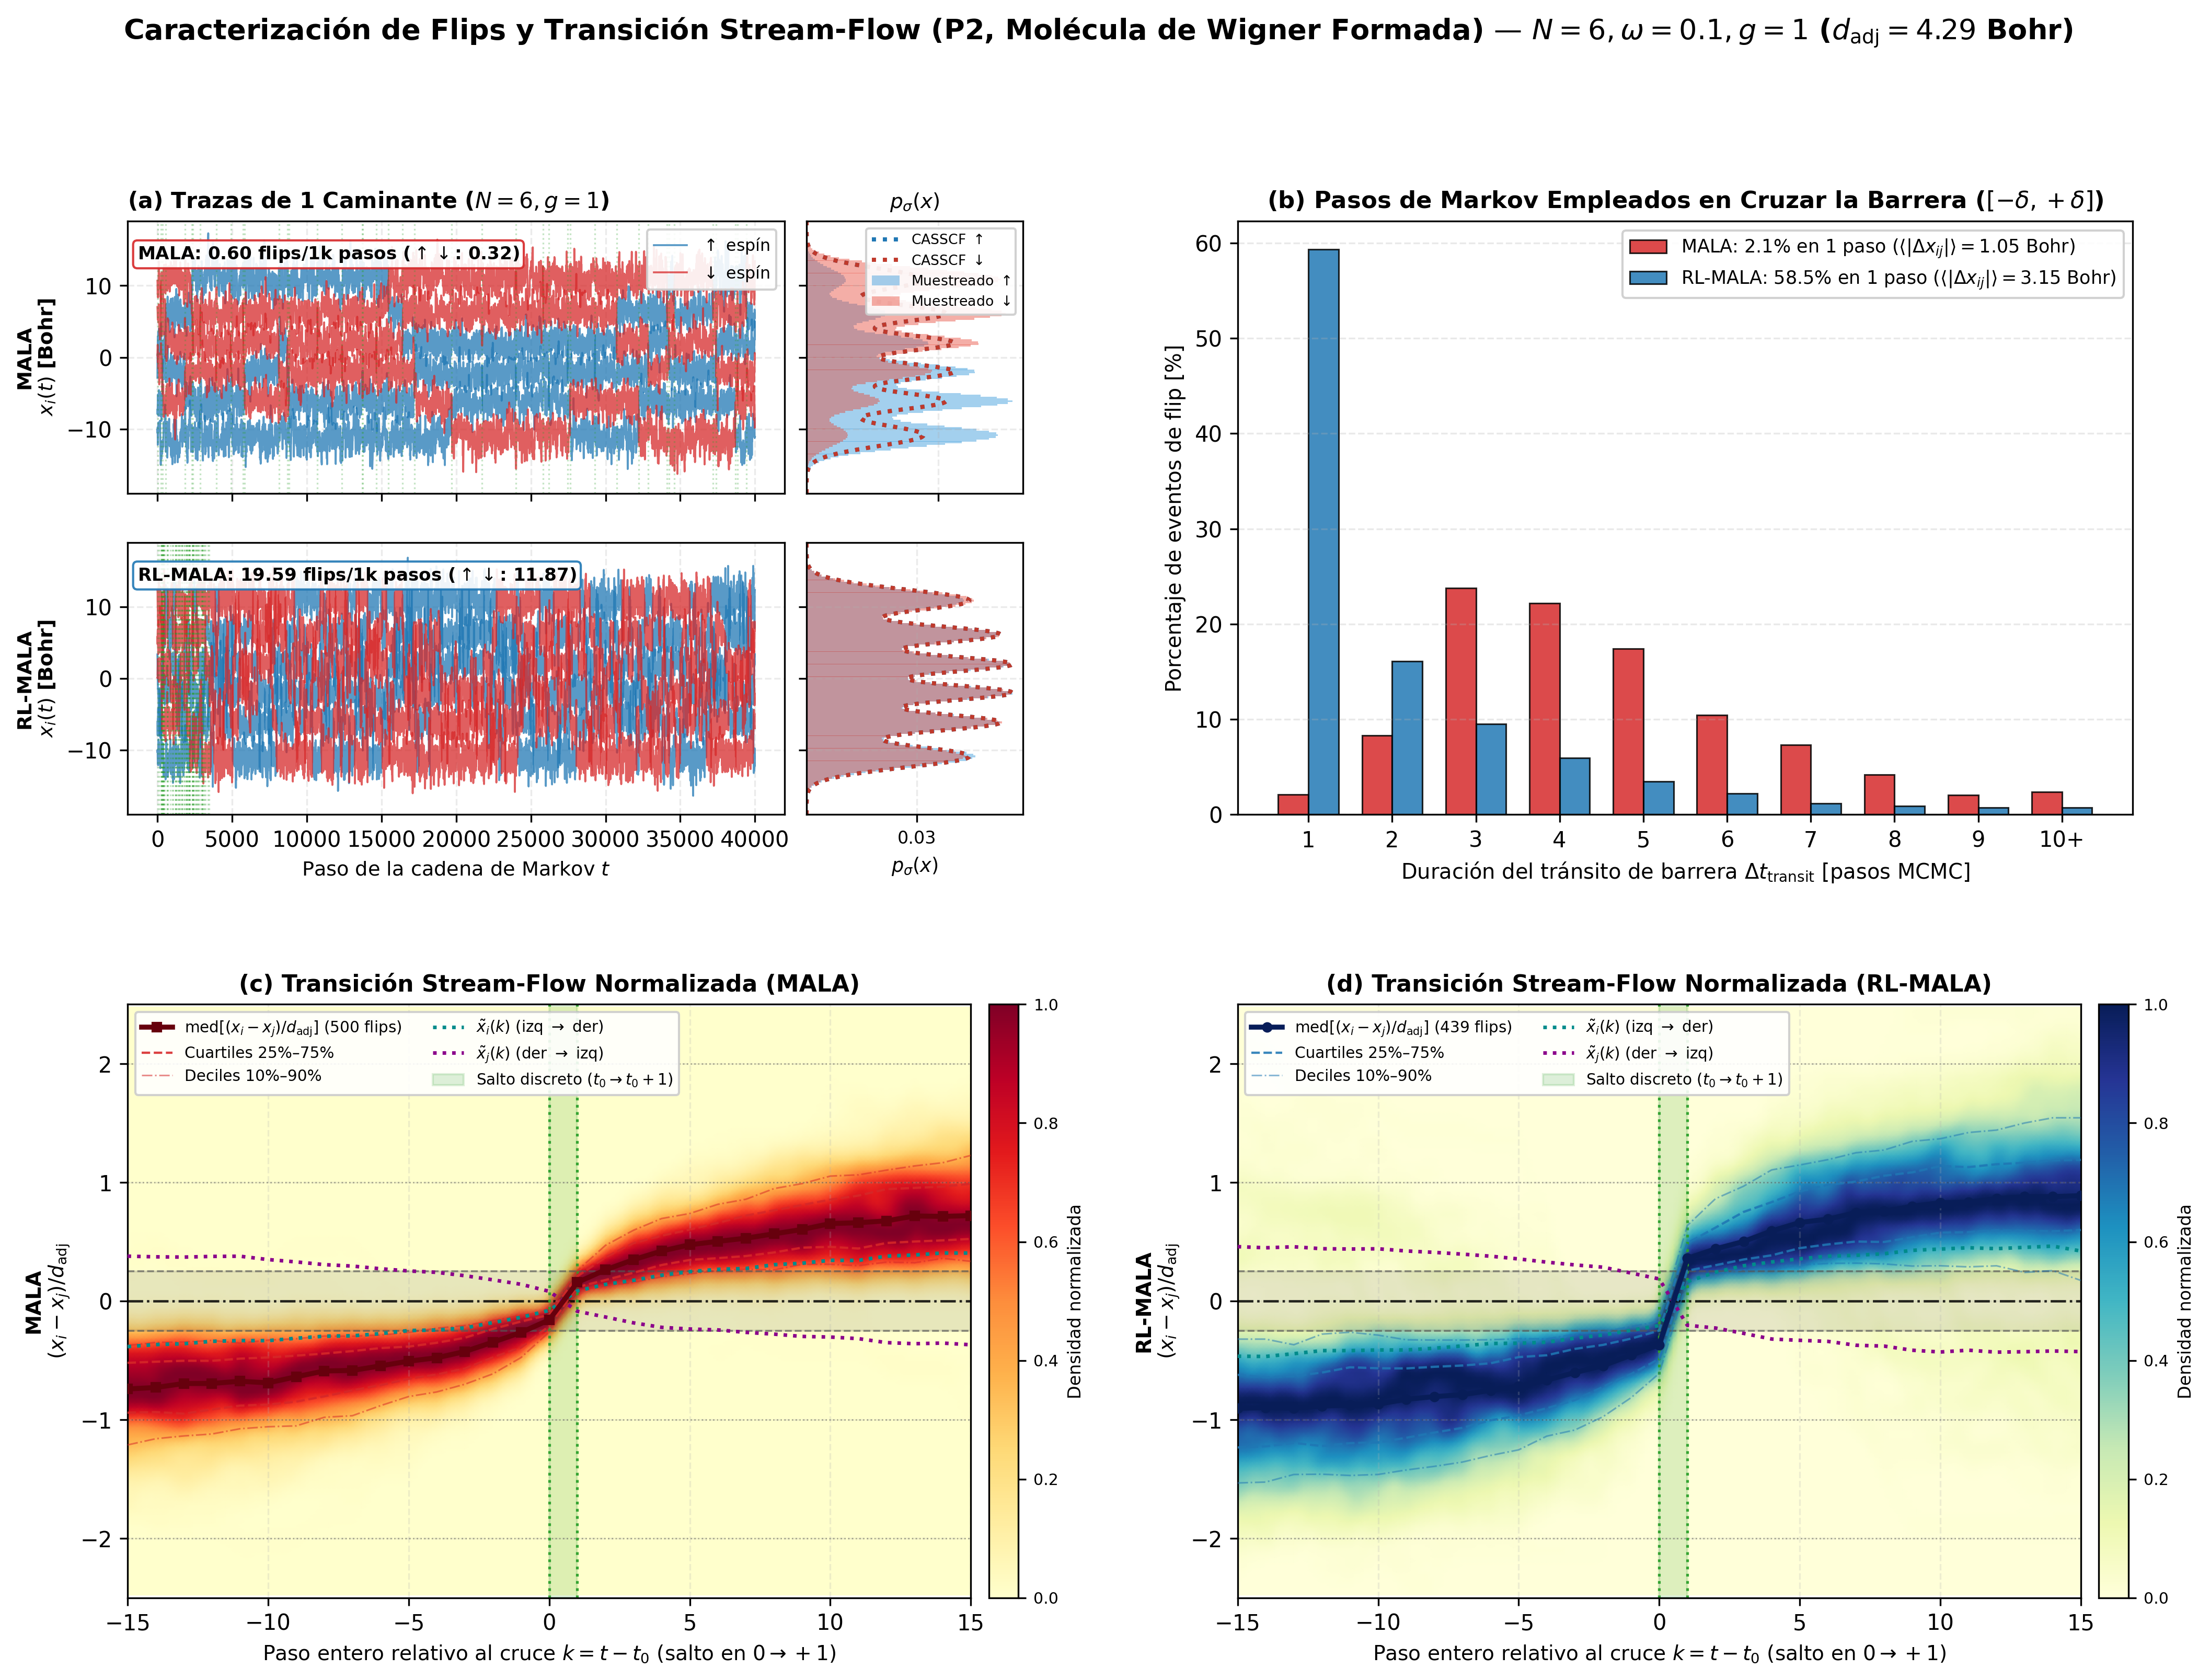 Caracterización de Flips y Transición Stream-Flow (P2, Molécula de Wigner Formada) — N = 6, ω = 0.1, g = 1 (d_adj = 4.29 Bohr)
(a) Trazas de 1 Caminante (N = 6, g = 1)
p_σ(x)
MALA: 0.60 flips/1k pasos (↑ ↓: 0.32)
↑ espín
↓ espín
CASSCF ↑
CASSCF ↓
Muestreado ↑
Muestreado ↓
MALA
x_i(t) [Bohr]
10
0
−10
RL-MALA: 19.59 flips/1k pasos (↑ ↓: 11.87)
RL-MALA
x_i(t) [Bohr]
10
0
−10
0 5000 10000 15000 20000 25000 30000 35000 40000
Paso de la cadena de Markov t
0.03
p_σ(x)
(b) Pasos de Markov Empleados en Cruzar la Barrera ([−δ, +δ])
MALA: 2.1% en 1 paso (⟨|Δx_ij|⟩ = 1.05 Bohr)
RL-MALA: 58.5% en 1 paso (⟨|Δx_ij|⟩ = 3.15 Bohr)
Porcentaje de eventos de flip [%]
60
50
40
30
20
10
0
1 2 3 4 5 6 7 8 9 10+
Duración del tránsito de barrera Δt_transit [pasos MCMC]
(c) Transición Stream-Flow Normalizada (MALA)
med[(x_i − x_j)/d_adj] (500 flips)
Cuartiles 25%–75%
Deciles 10%–90%
x̃_i(k) (izq → der)
x̃_j(k) (der → izq)
Salto discreto (t_0 → t_0 + 1)
MALA
(x_i − x_j)/d_adj
2
1
0
−1
−2
−15 −10 −5 0 5 10 15
Paso entero relativo al cruce k = t − t_0 (salto en 0 → +1)
1.0
0.8
0.6
0.4
0.2
0.0
Densidad normalizada
(d) Transición Stream-Flow Normalizada (RL-MALA)
med[(x_i − x_j)/d_adj] (439 flips)
Cuartiles 25%–75%
Deciles 10%–90%
x̃_i(k) (izq → der)
x̃_j(k) (der → izq)
Salto discreto (t_0 → t_0 + 1)
RL-MALA
(x_i − x_j)/d_adj
2
1
0
−1
−2
−15 −10 −5 0 5 10 15
Paso entero relativo al cruce k = t − t_0 (salto en 0 → +1)
1.0
0.8
0.6
0.4
0.2
0.0
Densidad normalizada